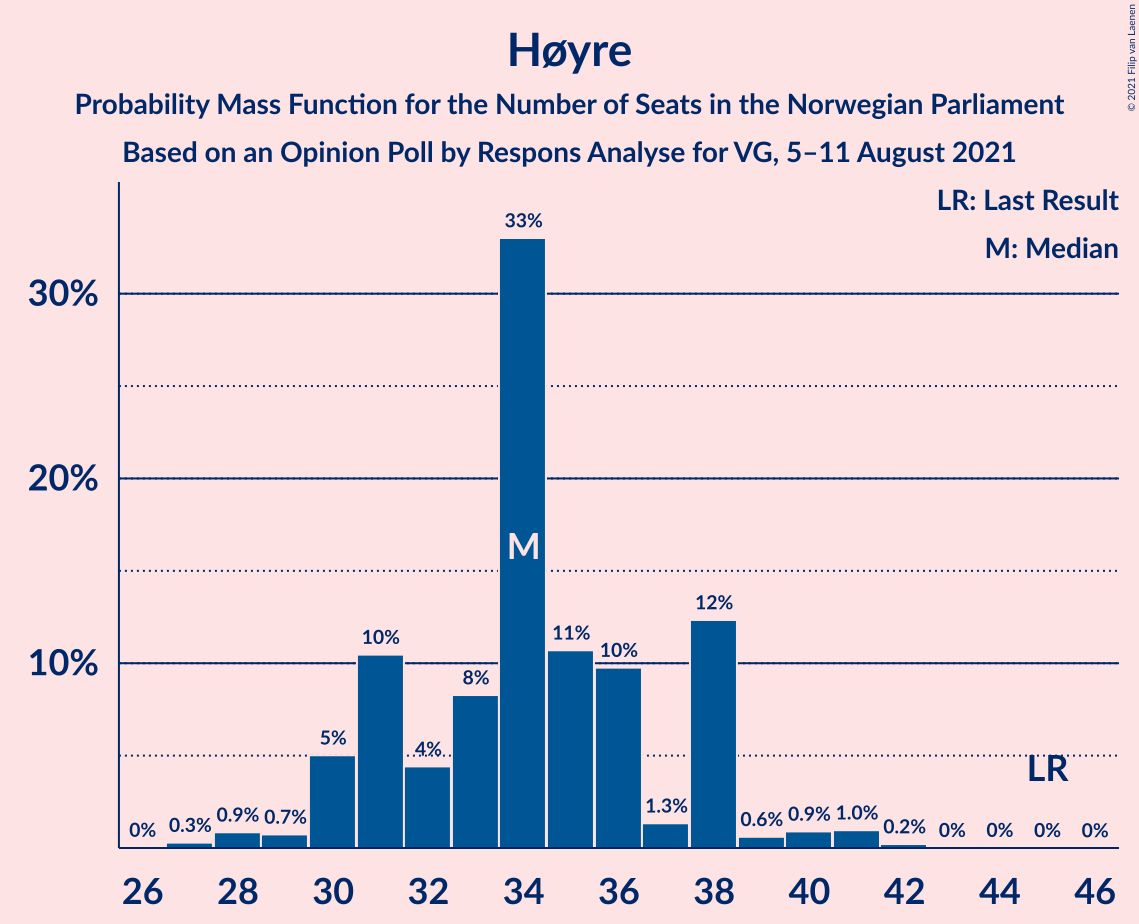 Høyre
Probability Mass Function for the Number of Seats in the Norwegian Parliament
Based on an Opinion Poll by Respons Analyse for VG, 5–11 August 2021
© 2021 Filip van Laenen
LR: Last Result
M: Median
30%
20%
10%
0%
0.3%
0.9%
0.7%
5%
10%
4%
8%
33%
M
11%
10%
1.3%
12%
0.6%
0.9%
1.0%
0.2%
0%
0%
LR
0%
0%
26 28 30 32 34 36 38 40 42 44 46